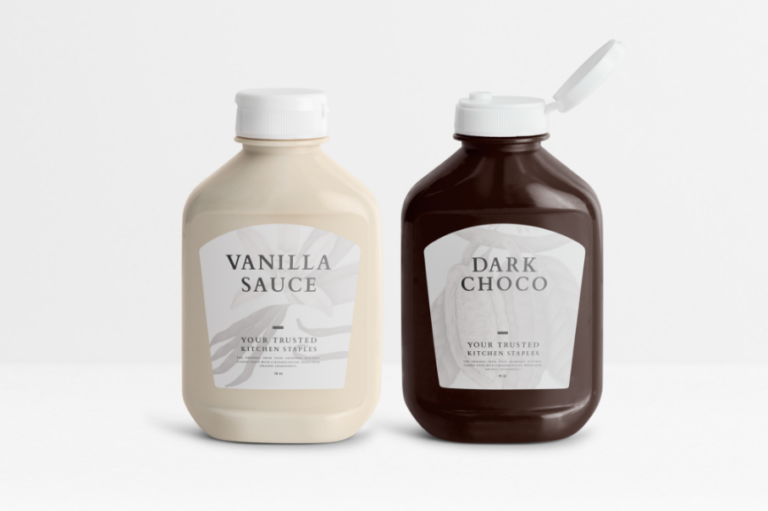 VANILLA
SAUCE
YOUR TRUSTED
KITCHEN STAPLES
DARK
CHOCO
YOUR TRUSTED
KITCHEN STAPLES